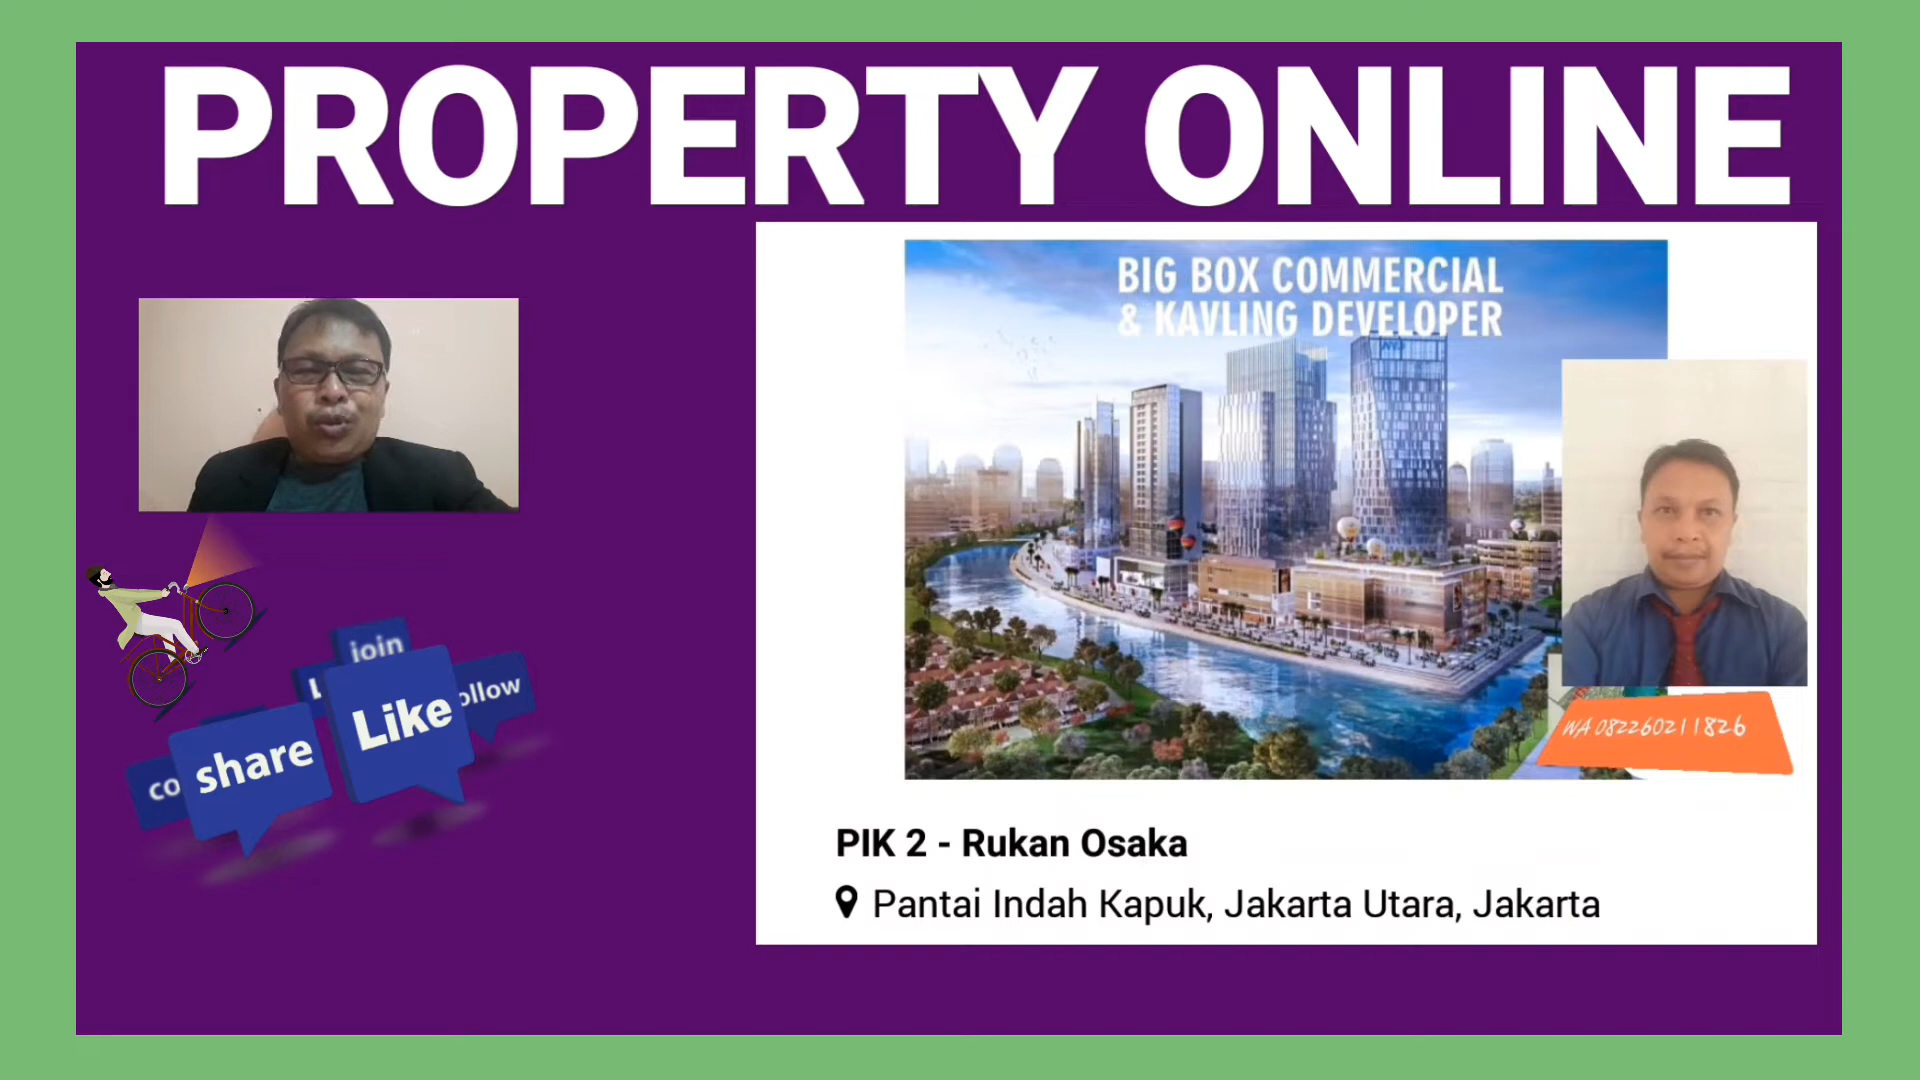 PROPERTY ONLINE
BIG BOX COMMERCIAL
& KAVLING DEVELOPER
join
Like
ollow
share
co
WA 082260211826
PIK 2 - Rukan Osaka
Pantai Indah Kapuk, Jakarta Utara, Jakarta